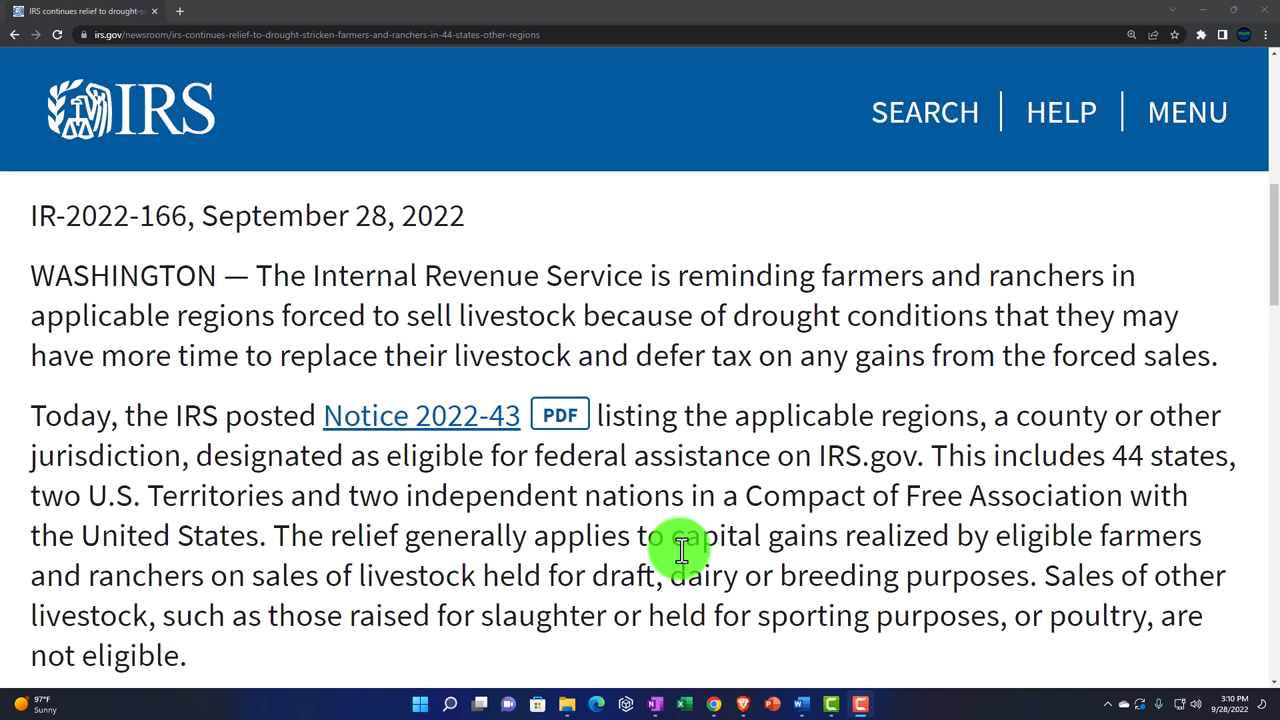 IRS continues relief to drought-s
irs.gov/newsroom/irs-continues-relief-to-drought-stricken-farmers-and-ranchers-in-44-states-other-regions
IRS
SEARCH HELP MENU
IR-2022-166, September 28, 2022
WASHINGTON — The Internal Revenue Service is reminding farmers and ranchers in
applicable regions forced to sell livestock because of drought conditions that they may
have more time to replace their livestock and defer tax on any gains from the forced sales.
Today, the IRS posted Notice 2022-43 PDF listing the applicable regions, a county or other
jurisdiction, designated as eligible for federal assistance on IRS.gov. This includes 44 states,
two U.S. Territories and two independent nations in a Compact of Free Association with
the United States. The relief generally applies to capital gains realized by eligible farmers
and ranchers on sales of livestock held for draft, dairy or breeding purposes. Sales of other
livestock, such as those raised for slaughter or held for sporting purposes, or poultry, are
not eligible.
97°F
Sunny
3:10 PM
9/28/2022